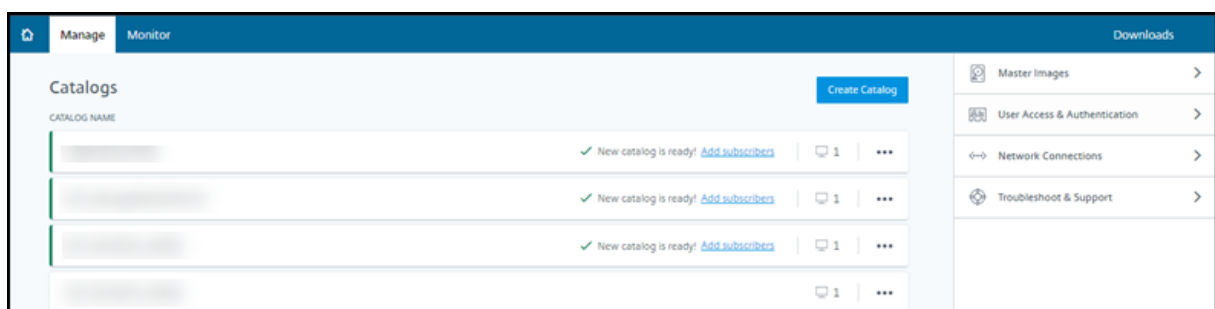 Manage Monitor Downloads
Catalogs
Create Catalog
CATALOG NAME
New catalog is ready! Add subscribers 1
New catalog is ready! Add subscribers 1
New catalog is ready! Add subscribers 1
1
Master Images
User Access & Authentication
Network Connections
Troubleshoot & Support